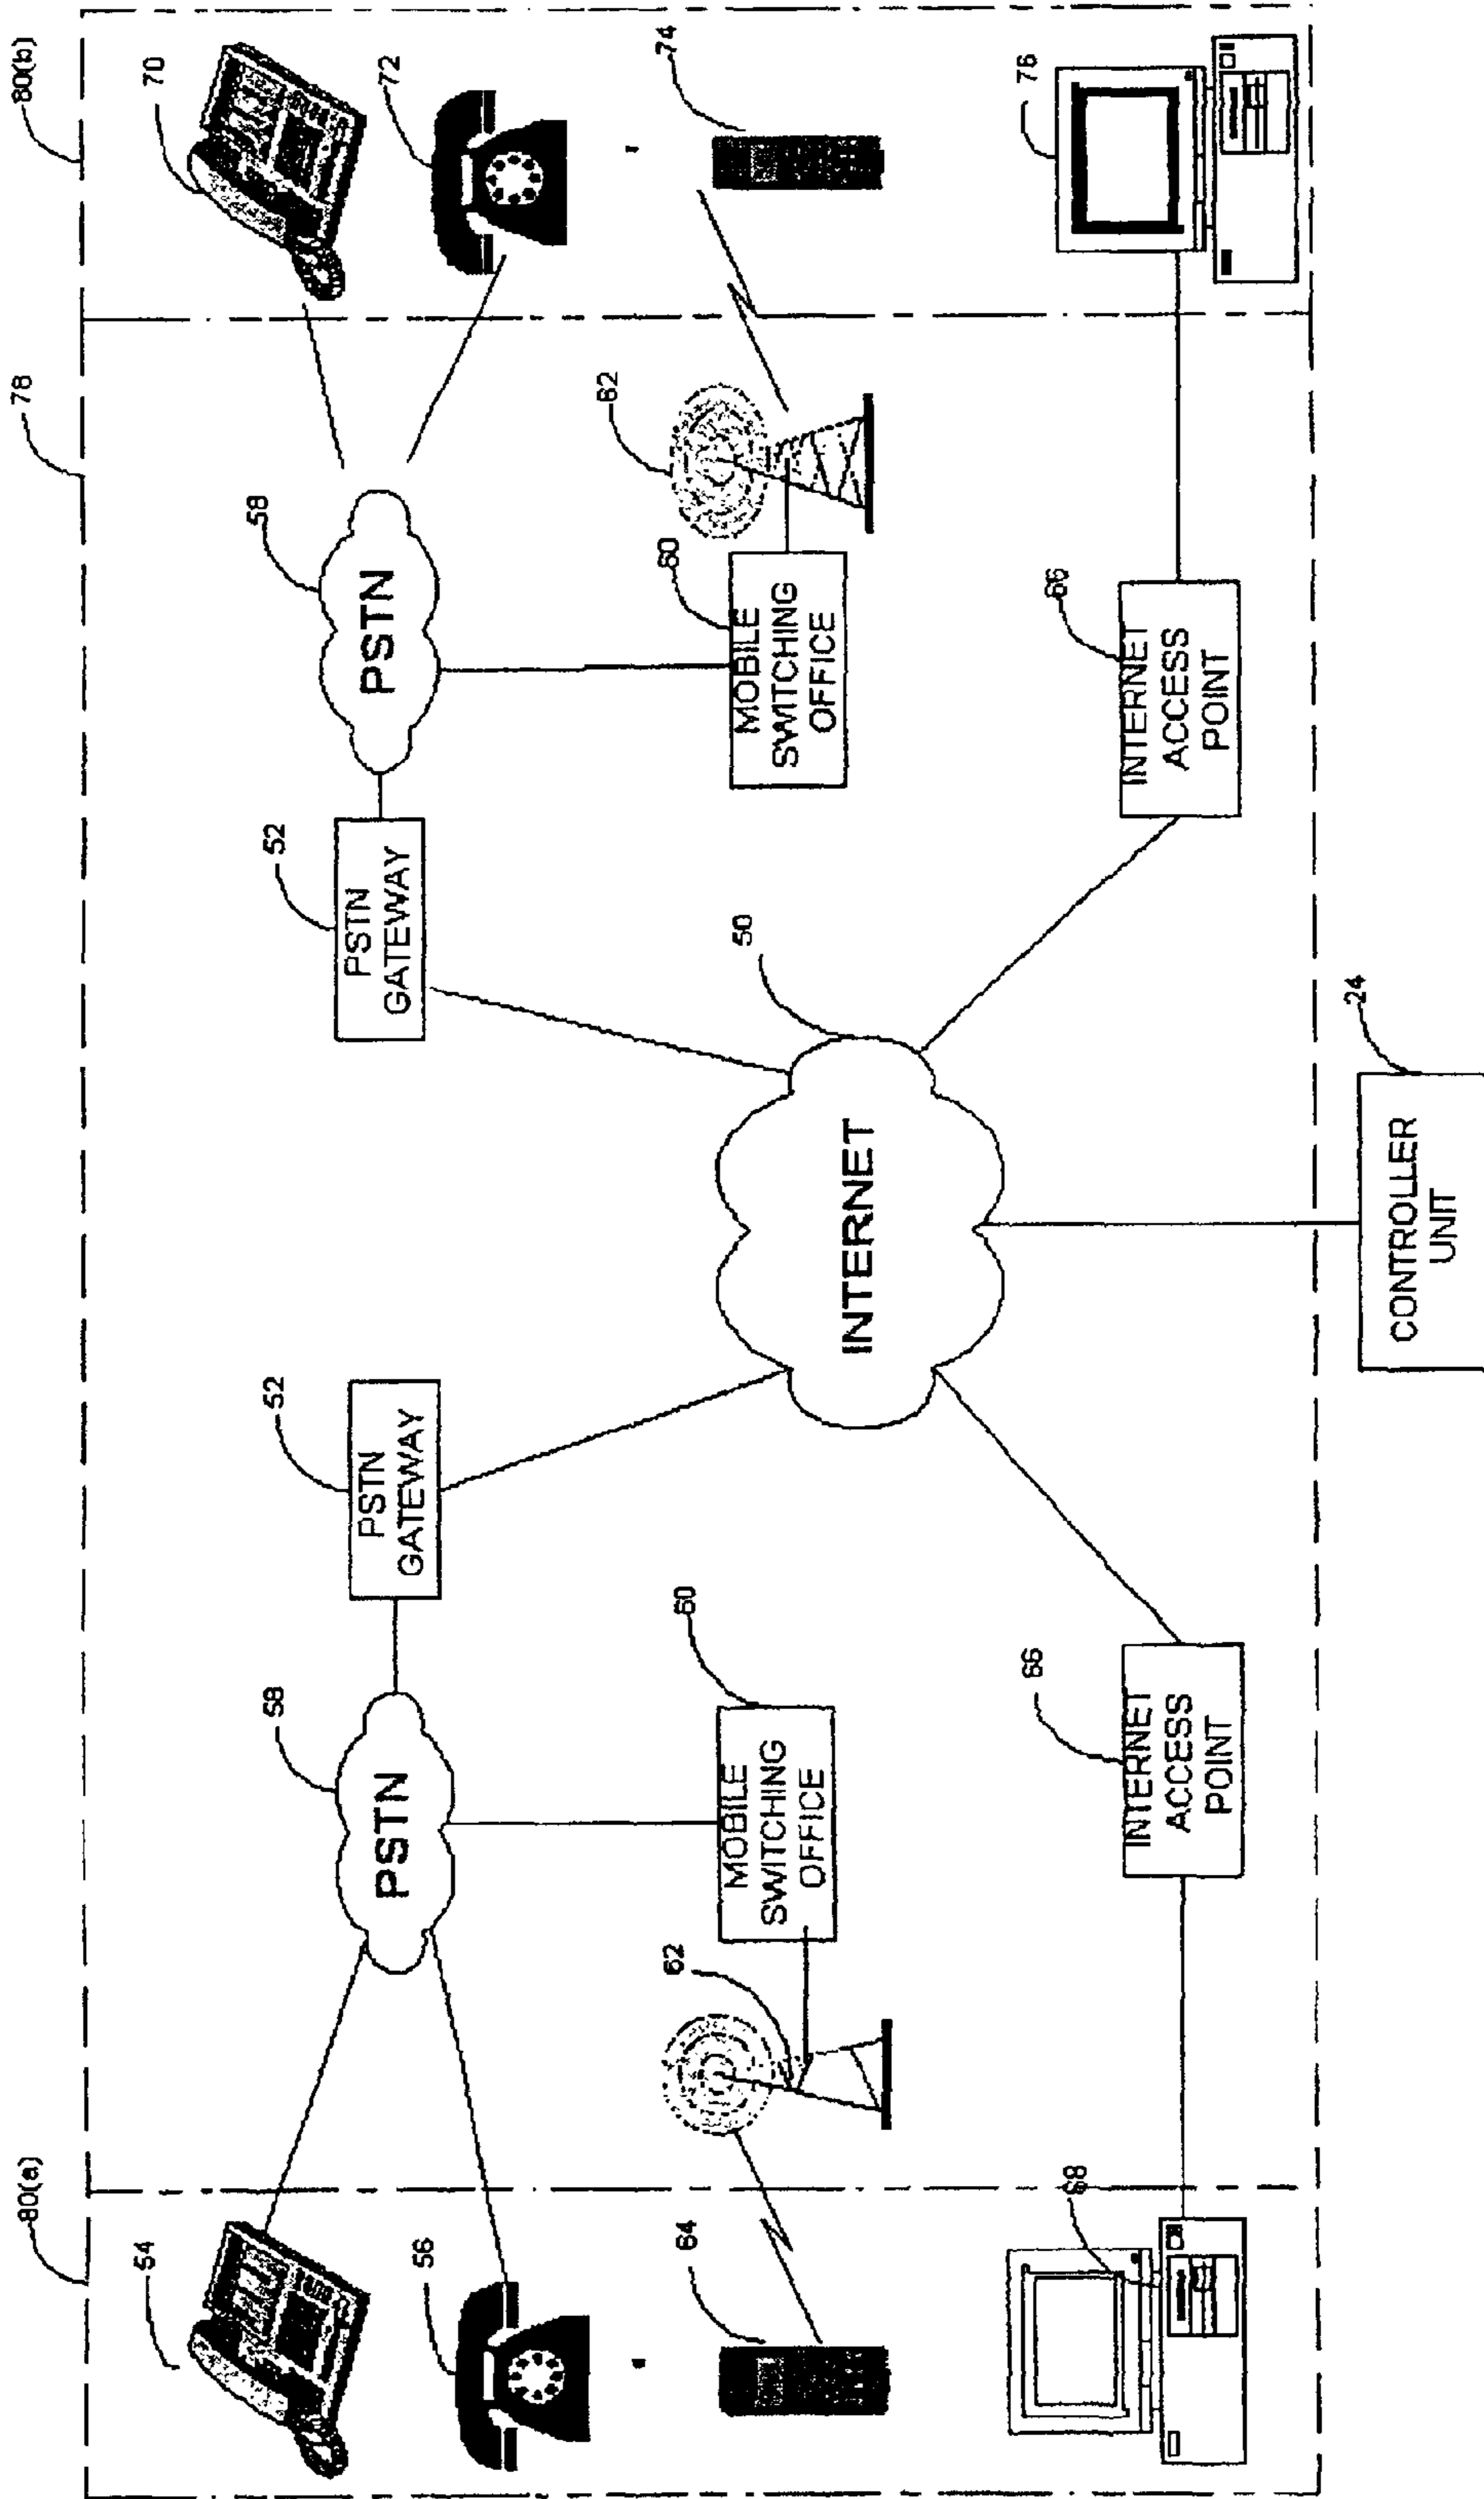 80(a)
78
80(b)
54
70
58
52
52
58
PSTN
PSTN
GATEWAY
PSTN
GATEWAY
PSTN
56
72
64
62
60
50
60
62
74
MOBILE
SWITCHING
OFFICE
INTERNET
MOBILE
SWITCHING
OFFICE
68
66
66
76
INTERNET
ACCESS
POINT
INTERNET
ACCESS
POINT
24
CONTROLLER
UNIT